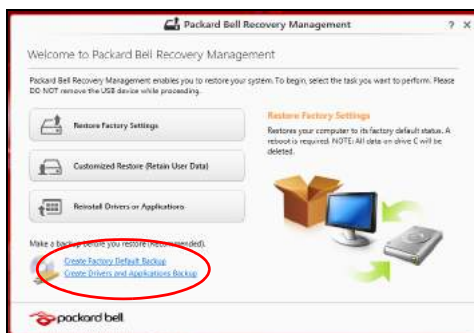 Packard Bell Recovery Management
? ×
Welcome to Packard Bell Recovery Management
Packard Bell Recovery Management enables you to restore your system. To begin, select the task you want to perform. Please
DO NOT remove the USB device while proceeding.
Restore Factory Settings
Customized Restore (Retain User Data)
Reinstall Drivers or Applications
Restore Factory Settings
Restores your computer to its factory default status. A
reboot is required. NOTE: All data on drive C will be
deleted.
Make a backup before you restore (Recommended).
Create Factory Default Backup
Create Drivers and Applications Backup
packard bell